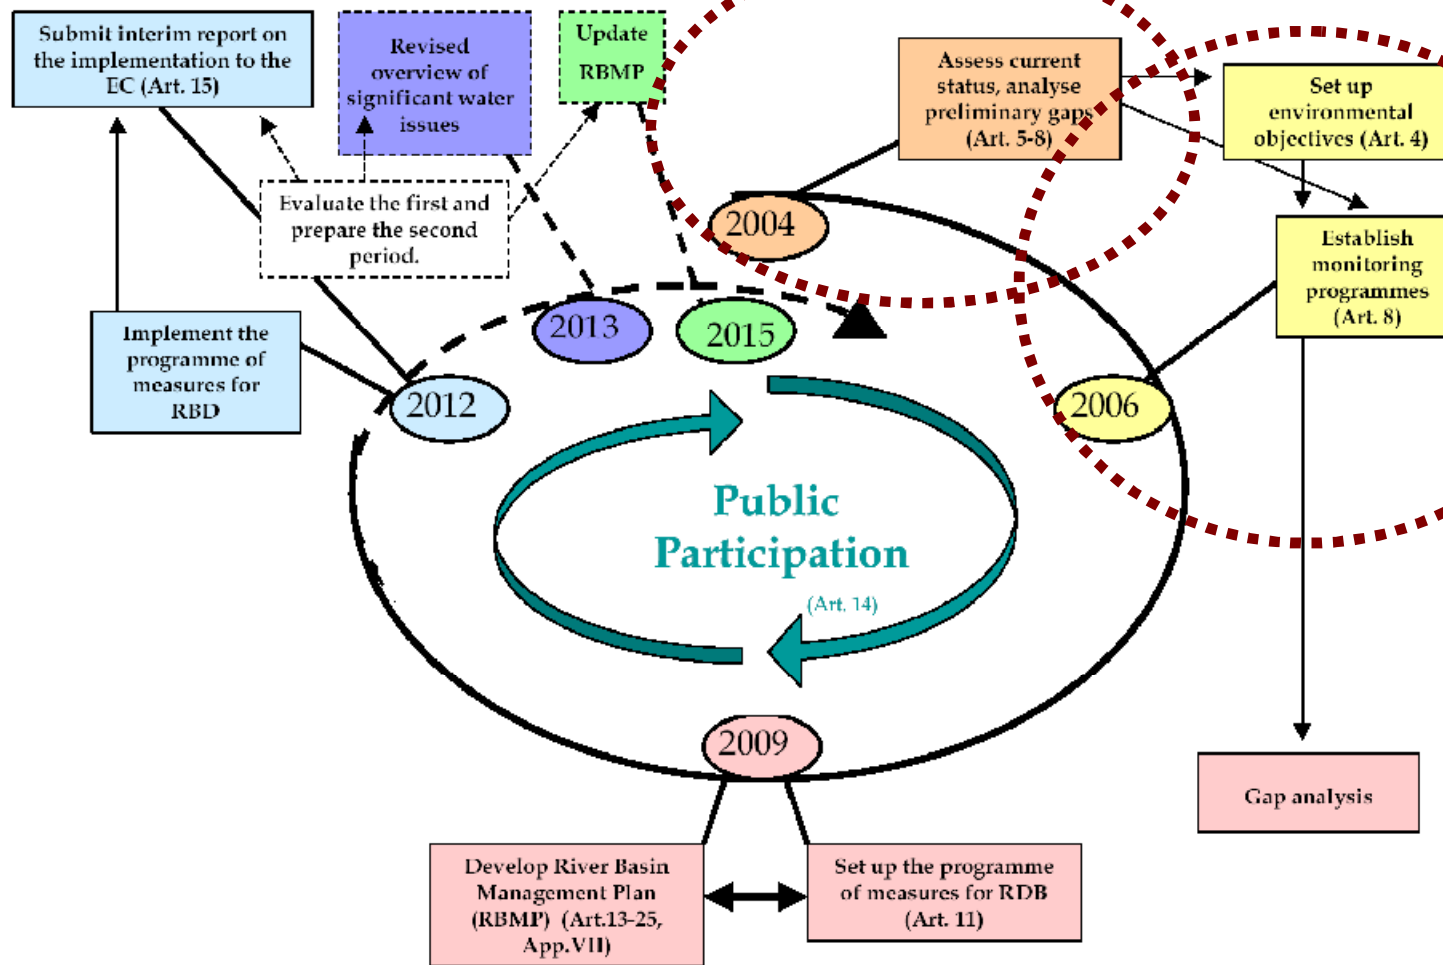 Submit interim report on
the implementation to the
EC (Art. 15)
Revised
overview of
significant water
issues
Update
RBMP
Assess current
status, analyse
preliminary gaps
(Art. 5-8)
Set up
environmental
objectives (Art. 4)
Evaluate the first and
prepare the second
period.
2004
Establish
monitoring
programmes
(Art. 8)
Implement the
programme of
measures for
RBD
2013
2015
2012
2006
Public
Participation
(Art. 14)
2009
Gap analysis
Develop River Basin
Management Plan
(RBMP) (Art.13-25,
App.VII)
Set up the programme
of measures for RDB
(Art. 11)